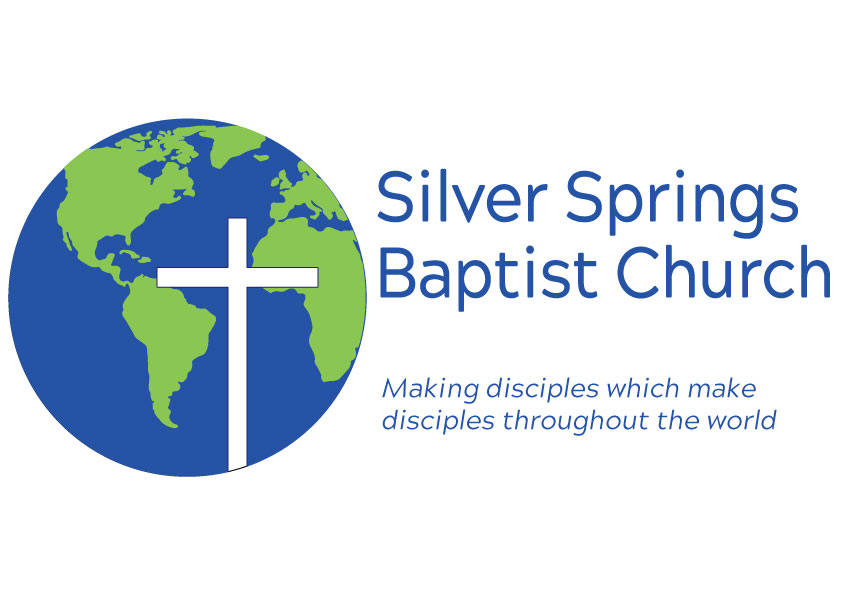 Silver Springs
Baptist Church
Making disciples which make
disciples throughout the world